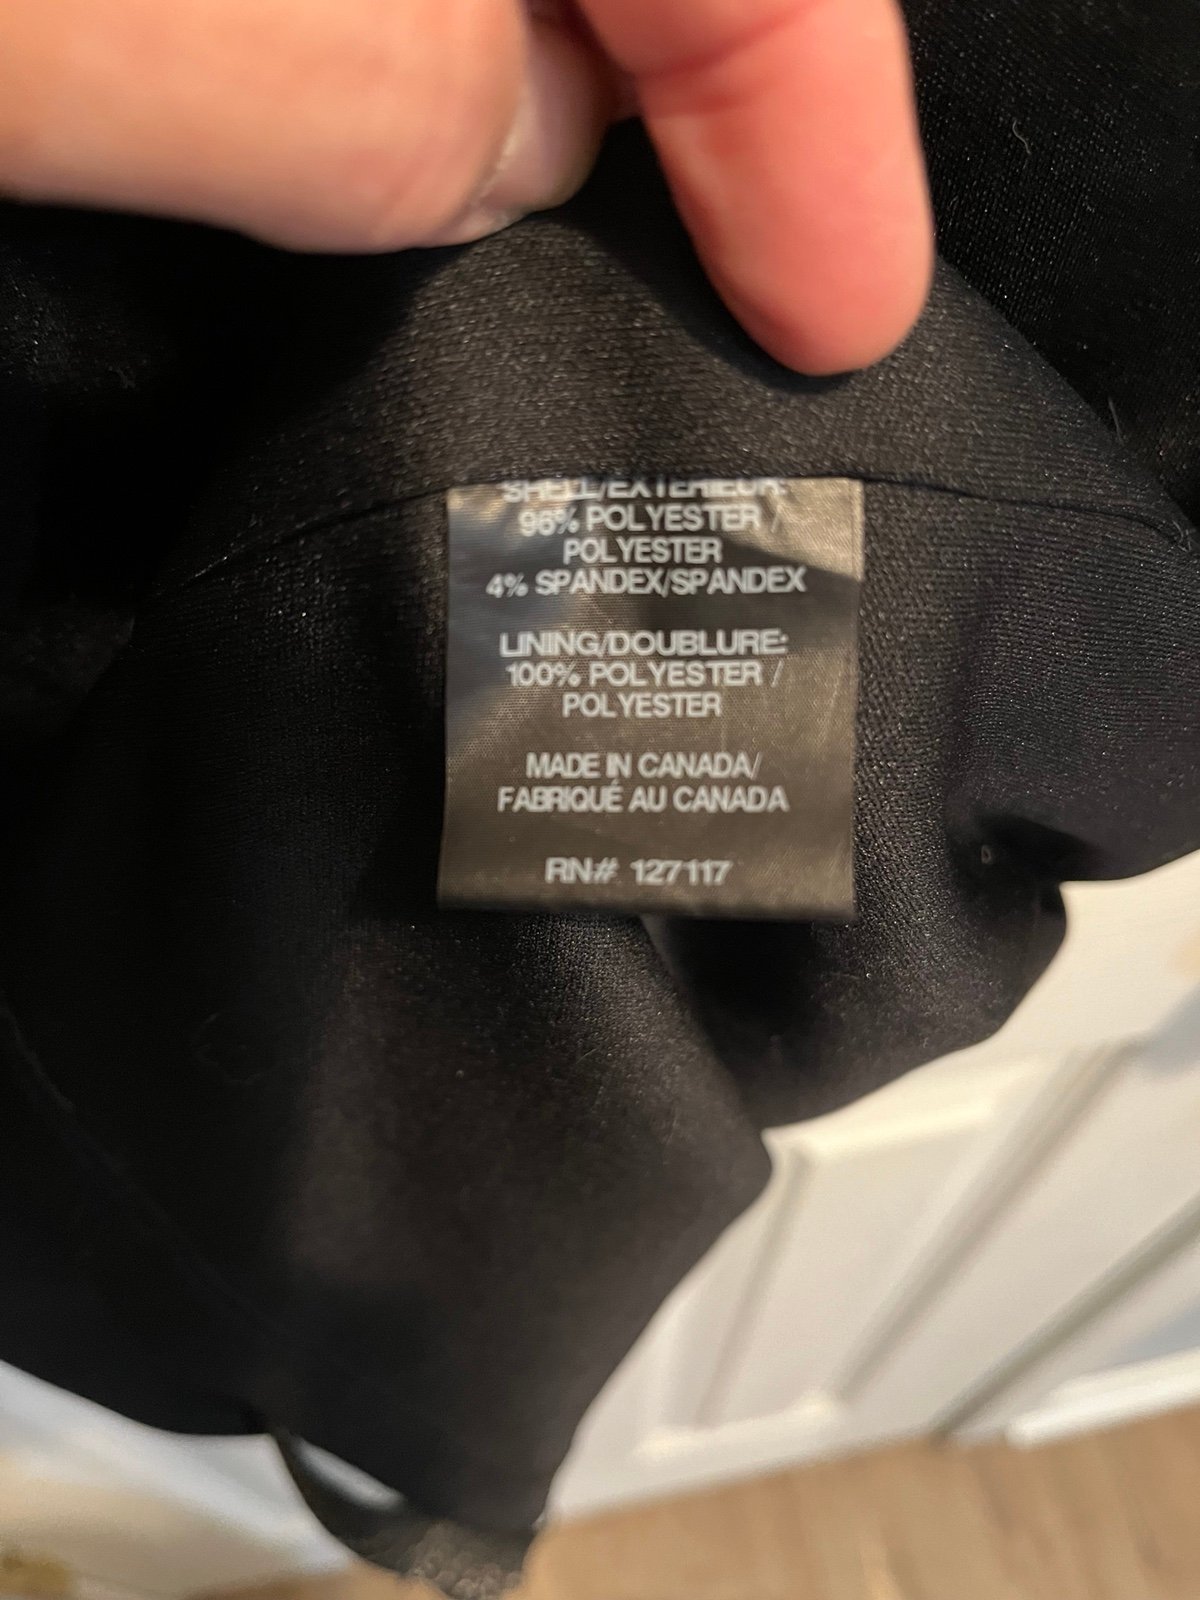 SHELL/EXTERIEUR:
96% POLYESTER /
POLYESTER
4% SPANDEX/SPANDEX
LINING/DOUBLURE:
100% POLYESTER /
POLYESTER
MADE IN CANADA/
FABRIQUÉ AU CANADA
RN# 127117